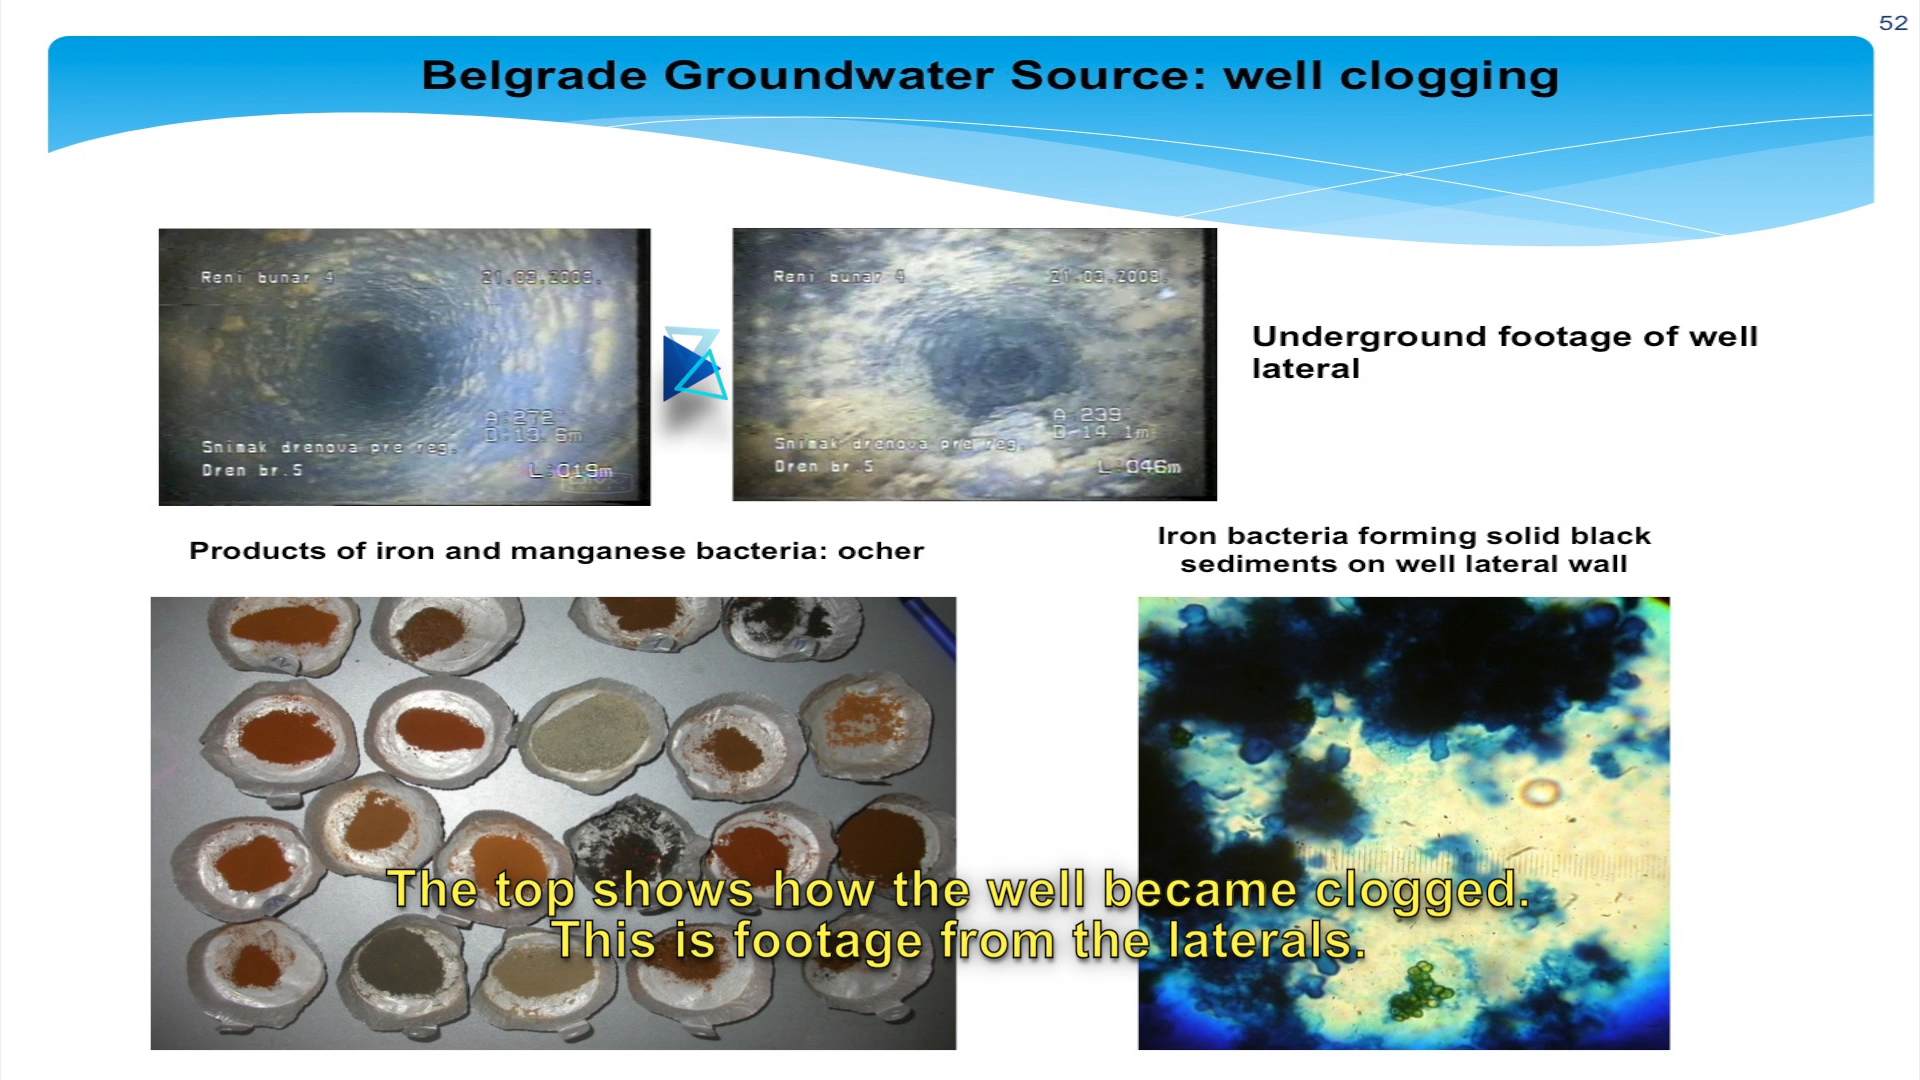 52
Belgrade Groundwater Source: well clogging
Reni bunar 4
21.03.2008.
A:272°
D:13.6m
Snimak drenova pre reg.
Dren br.5
L:019m
Reni bunar 4
21.03.2008.
A 239
D 14.1m
Snimak drenova pre reg.
Dren br.5
L:046m
Underground footage of well
lateral
Products of iron and manganese bacteria: ocher
Iron bacteria forming solid black
sediments on well lateral wall
The top shows how the well became clogged.
This is footage from the laterals.